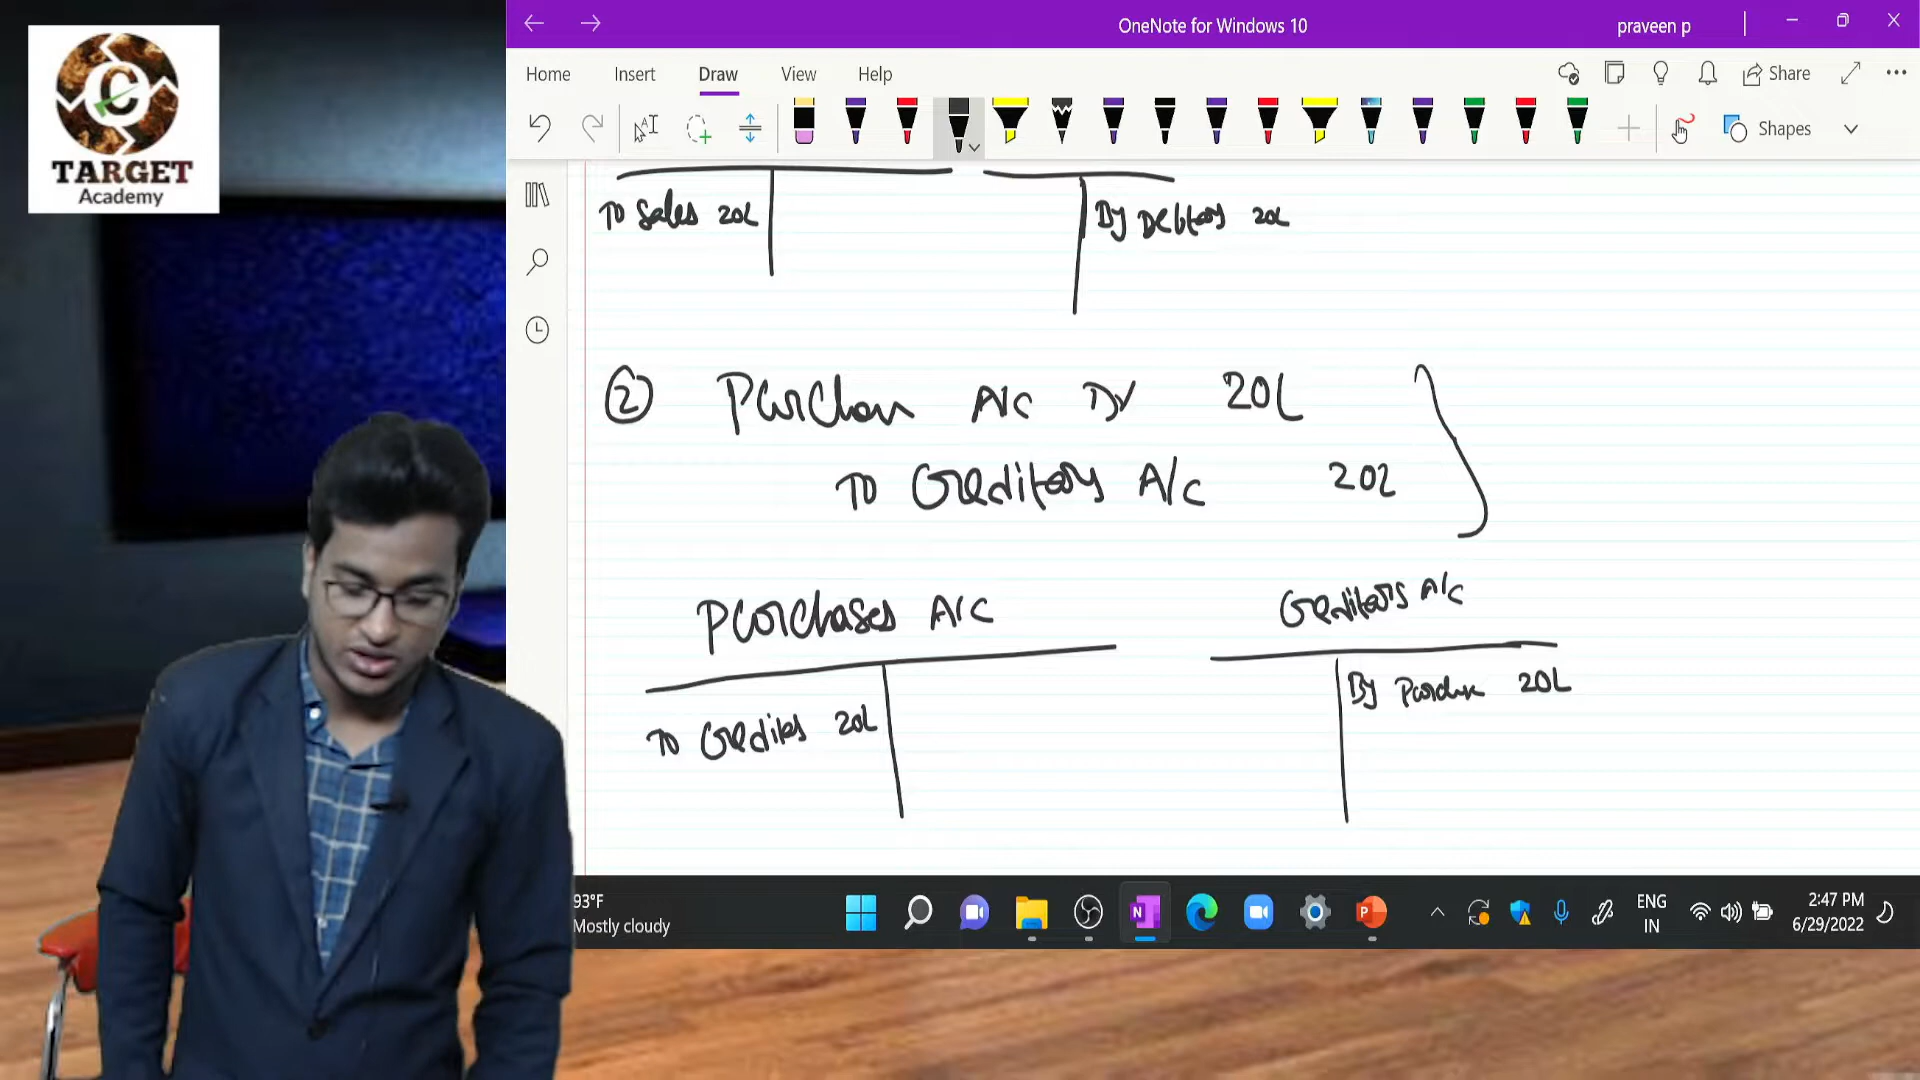 C
TARGET
Academy
OneNote for Windows 10
praveen p
Home Insert Draw View Help
Share
Shapes
To Sales 20L
By Debtors 20L
② Purchase A/c Dr 20L
To Creditors A/c 20L
Purchases A/c
Creditors A/c
To Creditors 20L
By Purchase 20L
93°F
Mostly cloudy
ENG
IN
2:47 PM
6/29/2022